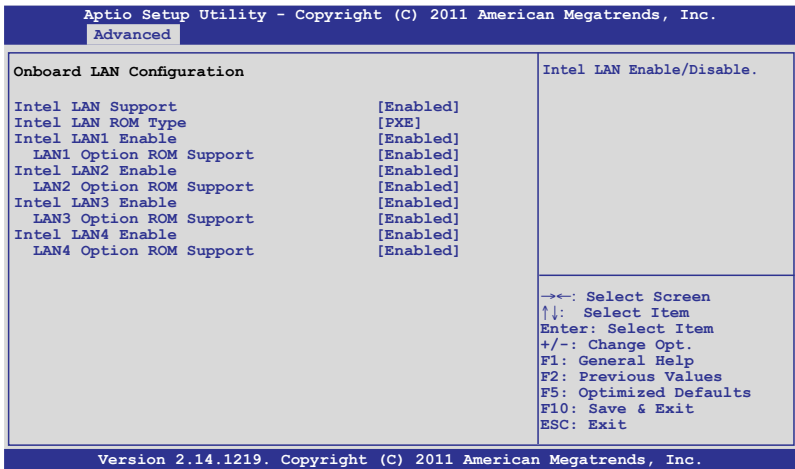 Aptio Setup Utility - Copyright (C) 2011 American Megatrends, Inc.
Advanced
Onboard LAN Configuration
Intel LAN Support [Enabled]
Intel LAN ROM Type [PXE]
Intel LAN1 Enable [Enabled]
LAN1 Option ROM Support [Enabled]
Intel LAN2 Enable [Enabled]
LAN2 Option ROM Support [Enabled]
Intel LAN3 Enable [Enabled]
LAN3 Option ROM Support [Enabled]
Intel LAN4 Enable [Enabled]
LAN4 Option ROM Support [Enabled]
Intel LAN Enable/Disable.
→←: Select Screen
↑↓: Select Item
Enter: Select Item
+/-: Change Opt.
F1: General Help
F2: Previous Values
F5: Optimized Defaults
F10: Save & Exit
ESC: Exit
Version 2.14.1219. Copyright (C) 2011 American Megatrends, Inc.